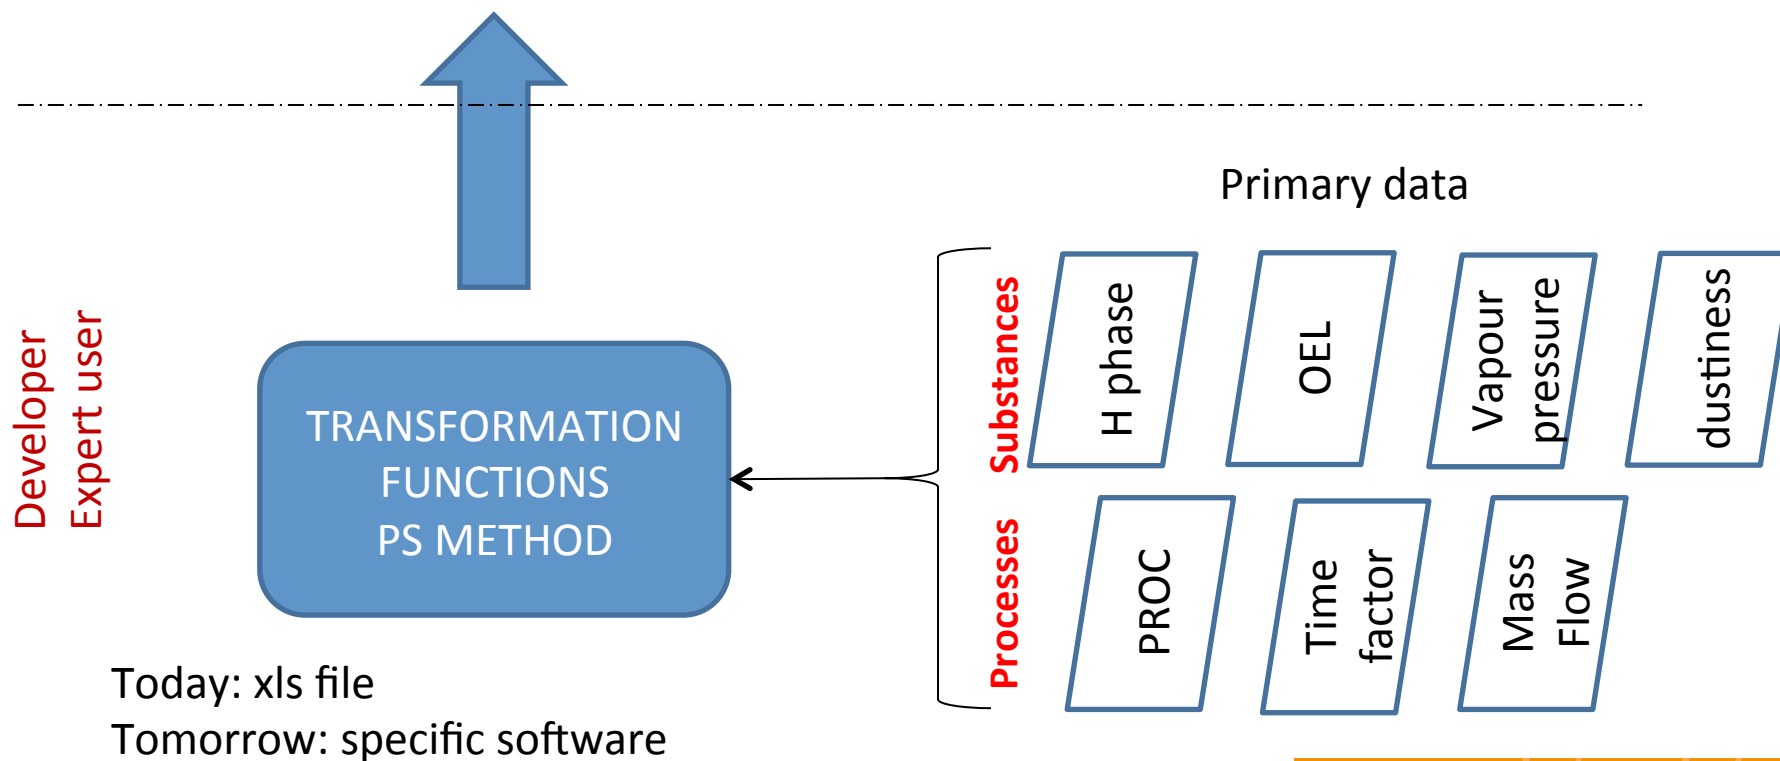 Primary data
Developer
Expert user
TRANSFORMATION
FUNCTIONS
PS METHOD
Substances
H phase
OEL
Vapour
pressure
dustiness
Processes
PROC
Time
factor
Mass
Flow
Today: xls file
Tomorrow: specific software